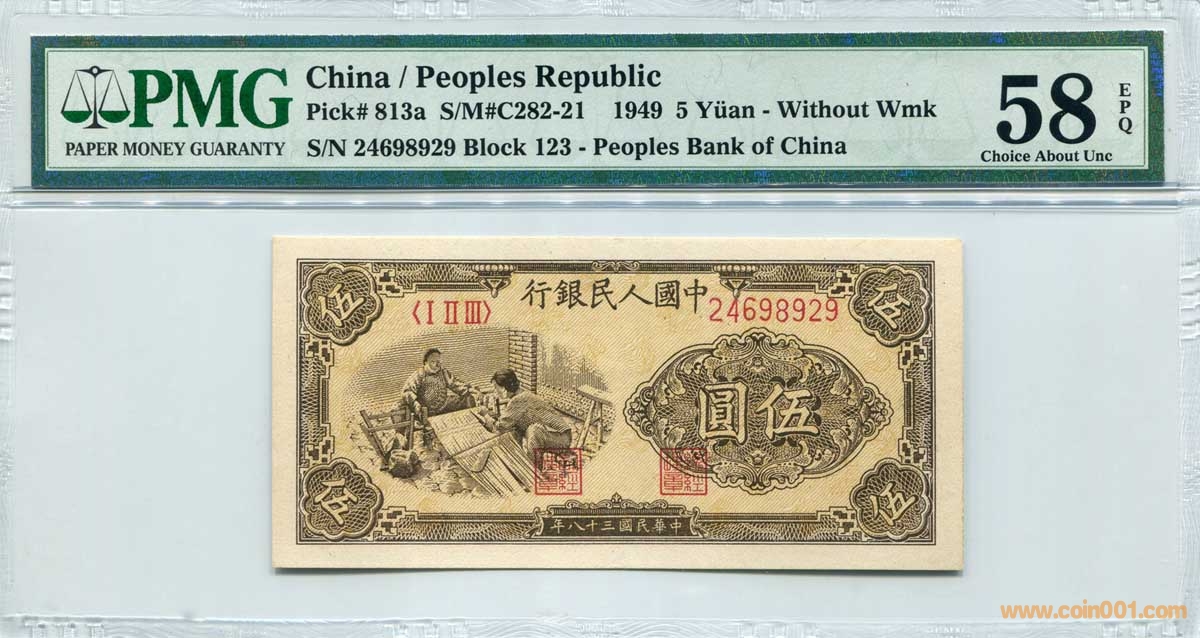 PMG
PAPER MONEY GUARANTY
China / Peoples Republic
Pick# 813a S/M#C282-21 1949 5 Yüan - Without Wmk
S/N 24698929 Block 123 - Peoples Bank of China
58
EPQ
Choice About Unc
行銀民人國中
〈I II III〉
24698929
伍
伍
圓伍
伍
伍
年八十三國民華中
www.coin001.com